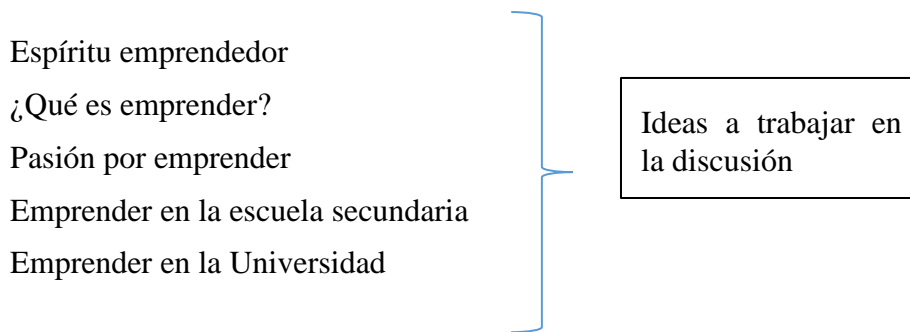 Espíritu emprendedor
¿Qué es emprender?
Pasión por emprender
Emprender en la escuela secundaria
Emprender en la Universidad
Ideas a trabajar en
la discusión